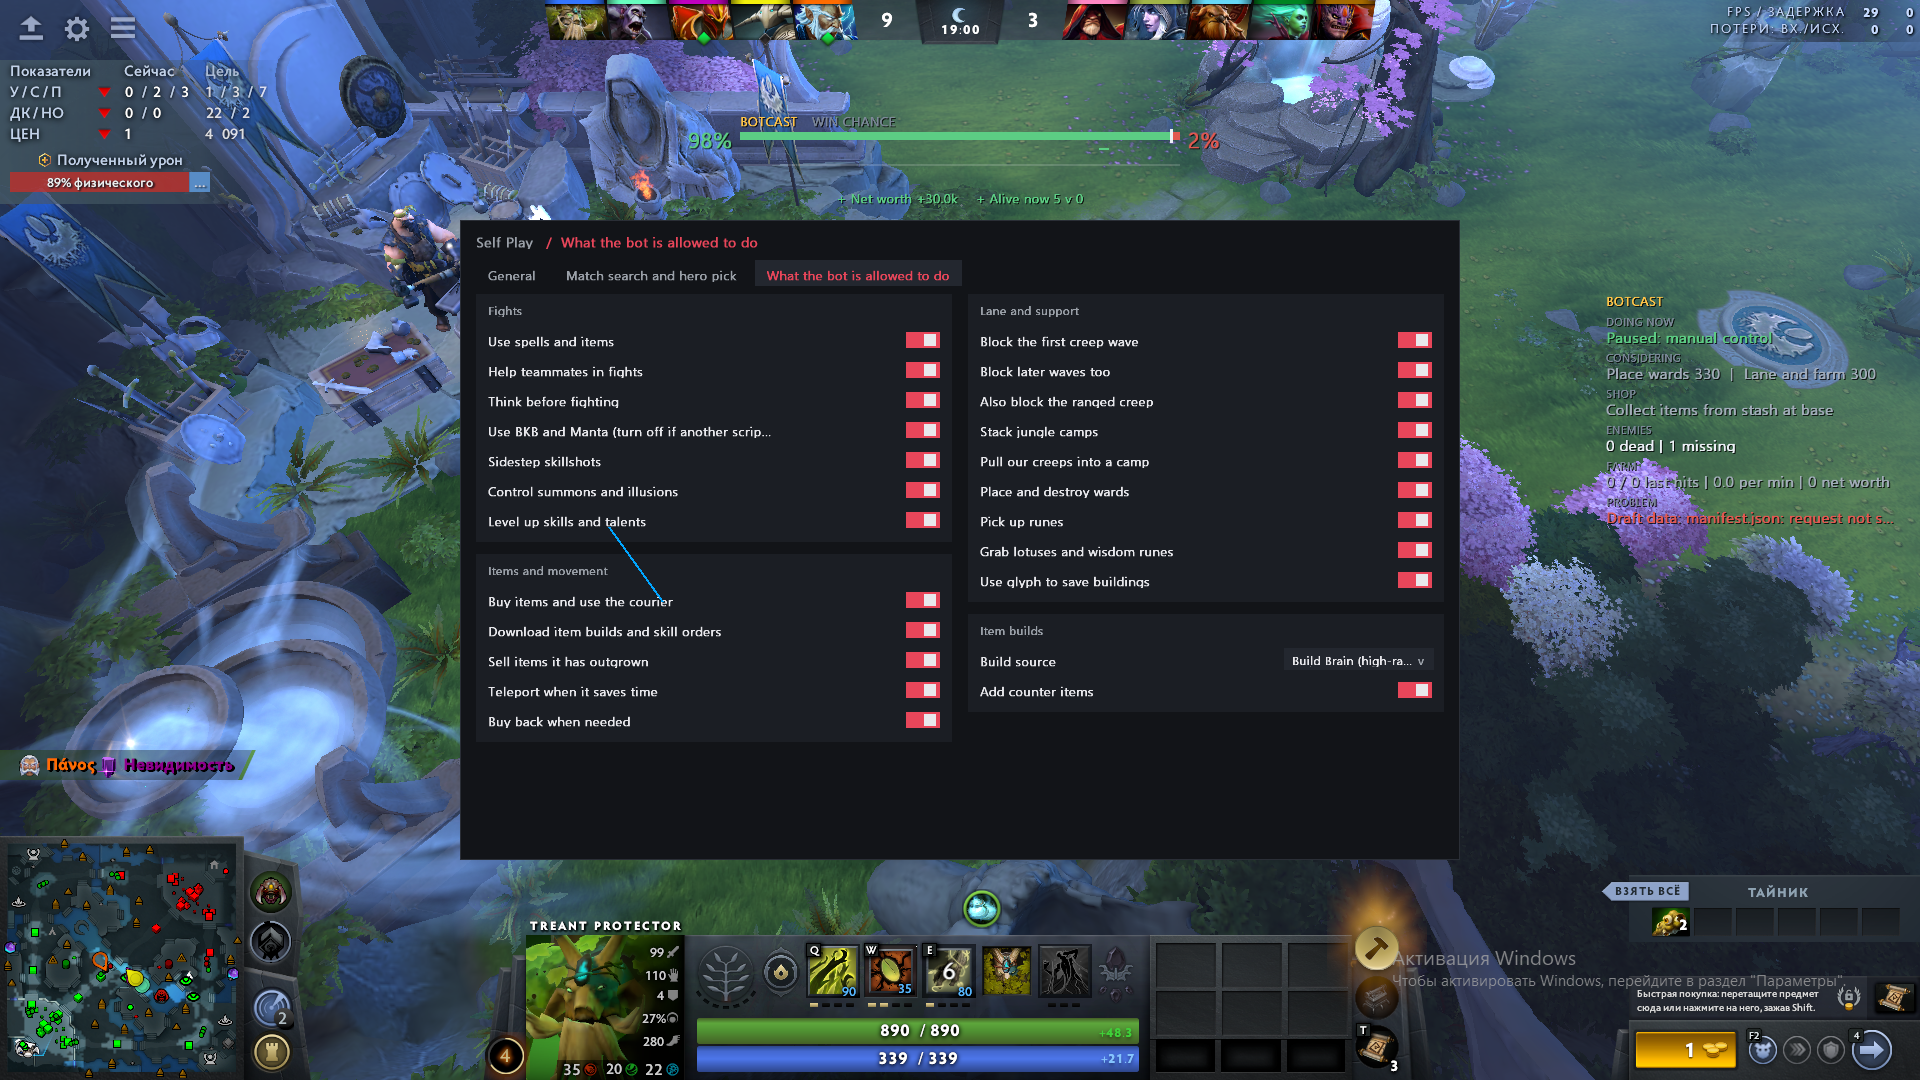 9
19:00
3
FPS / ЗАДЕРЖКА 29 0
ПОТЕРИ: ВХ./ИСХ. 0 0
Показатели Сейчас Цель
У / С / П 0 / 2 / 3 1 / 3 / 7
ДК / НО 0 / 0 22 / 2
ЦЕН 1 4 091
Полученный урон
89% физического ...
BOTCAST WIN CHANCE
98% 2%
+ Net worth +30.0k + Alive now 5 v 0
Self Play / What the bot is allowed to do
General Match search and hero pick What the bot is allowed to do
Fights
Use spells and items
Help teammates in fights
Think before fighting
Use BKB and Manta (turn off if another scrip...
Sidestep skillshots
Control summons and illusions
Level up skills and talents
Items and movement
Buy items and use the courier
Download item builds and skill orders
Sell items it has outgrown
Teleport when it saves time
Buy back when needed
Lane and support
Block the first creep wave
Block later waves too
Also block the ranged creep
Stack jungle camps
Pull our creeps into a camp
Place and destroy wards
Pick up runes
Grab lotuses and wisdom runes
Use glyph to save buildings
Item builds
Build source Build Brain (high-ra... v
Add counter items
BOTCAST
DOING NOW
Paused: manual control
CONSIDERING
Place wards 330 | Lane and farm 300
SHOP
Collect items from stash at base
ENEMIES
0 dead | 1 missing
FARM
0 / 0 last hits | 0.0 per min | 0 net worth
PROBLEM
Draft data: manifest.json: request not s...
Πάνος Невидимость
2
TREANT PROTECTOR
99
110
4
27%
280
4
35 20 22
Q 90
W 35
E 6 80
890 / 890 +48.3
339 / 339 +21.7
T 3
ВЗЯТЬ ВСЁ ТАЙНИК
2
Активация Windows
Чтобы активировать Windows, перейдите в раздел "Параметры".
Быстрая покупка: перетащите предмет
сюда или нажмите на него, зажав Shift.
1
F2
4